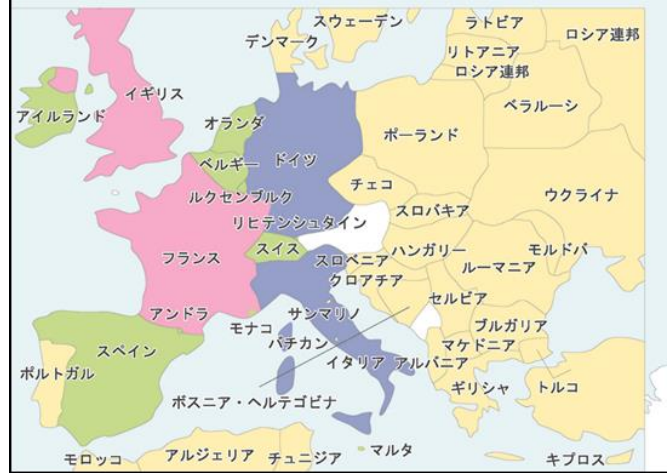 スウェーデン
ラトビア
ロシア連邦
デンマーク
リトアニア
ロシア連邦
イギリス
ベラルーシ
アイルランド
オランダ
ポーランド
ベルギー
ドイツ
チェコ
ルクセンブルク
ウクライナ
スロバキア
リヒテンシュタイン
スイス
ハンガリー
モルドバ
フランス
スロベニア
ルーマニア
クロアチア
セルビア
アンドラ
サンマリノ
モナコ
ブルガリア
バチカン
マケドニア
スペイン
イタリア
アルバニア
ポルトガル
ギリシャ
トルコ
ボスニア・ヘルテゴビナ
モロッコ
アルジェリア
チュニジア
マルタ
キプロス